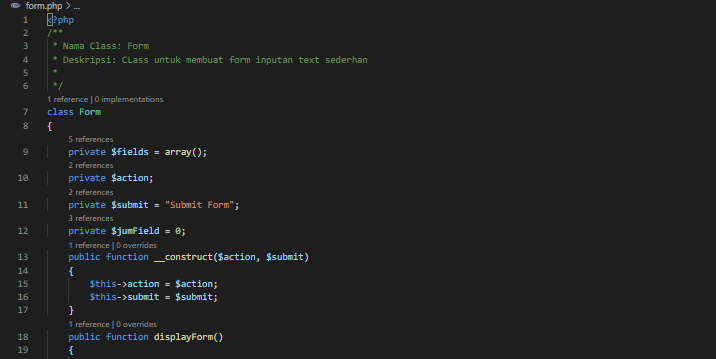 form.php > ...
1 <?php
2 /**
3  * Nama Class: Form
4  * Deskripsi: CLass untuk membuat form inputan text sederhan
5  *
6  */
1 reference | 0 implementations
7 class Form
8 {
5 references
9     private $fields = array();
2 references
10     private $action;
2 references
11     private $submit = "Submit Form";
3 references
12     private $jumField = 0;
1 reference | 0 overrides
13     public function __construct($action, $submit)
14     {
15         $this->action = $action;
16         $this->submit = $submit;
17     }
1 reference | 0 overrides
18     public function displayForm()
19     {